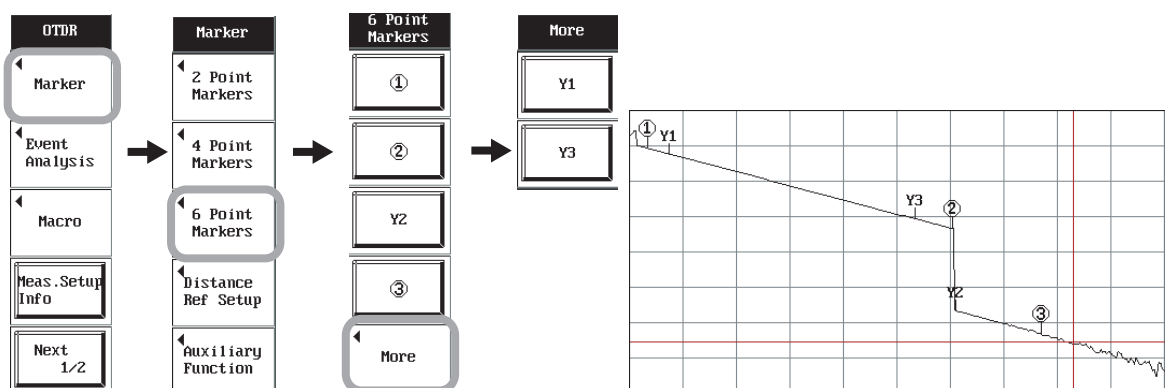 OTDR
Marker
Event
Analysis
Macro
Meas.Setup
Info
Next
1/2
Marker
2 Point
Markers
4 Point
Markers
6 Point
Markers
Distance
Ref Setup
Auxiliary
Function
6 Point
Markers
①
②
Y2
③
More
More
Y1
Y3
① Y1
Y3 ②
Y2
③